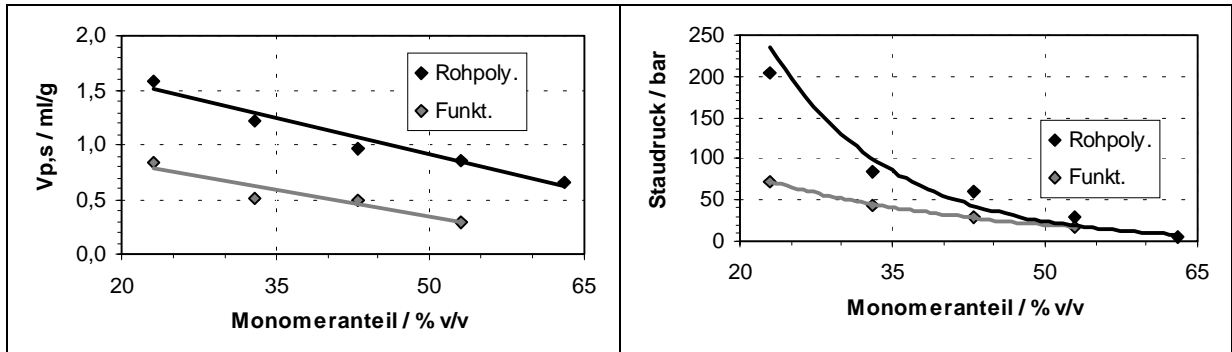 Vp,s / ml/g
2,0
1,5
1,0
0,5
0,0
Rohpoly.
Funkt.
20
35
50
65
Monomeranteil / % v/v
Staudruck / bar
250
200
150
100
50
0
Rohpoly.
Funkt.
20
35
50
65
Monomeranteil / % v/v